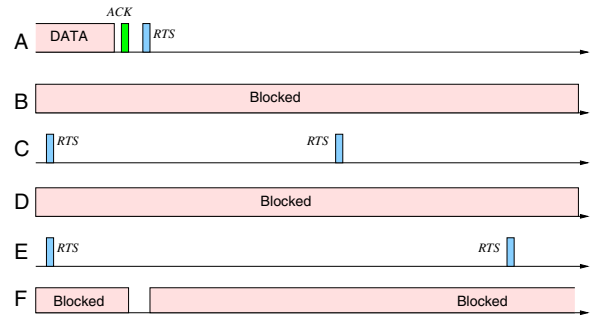 ACK
A DATA RTS
B Blocked
C RTS RTS
D Blocked
E RTS RTS
F Blocked Blocked